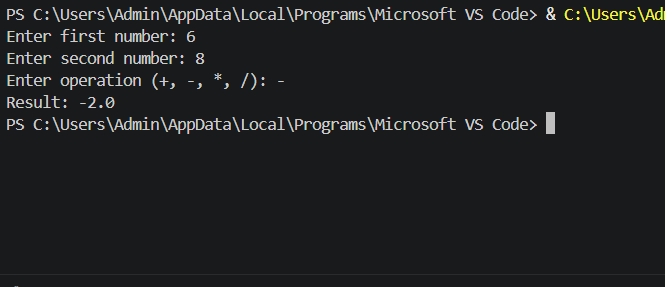 PS C:\Users\Admin\AppData\Local\Programs\Microsoft VS Code> & C:\Users\Ad
Enter first number: 6
Enter second number: 8
Enter operation (+, -, *, /): -
Result: -2.0
PS C:\Users\Admin\AppData\Local\Programs\Microsoft VS Code>